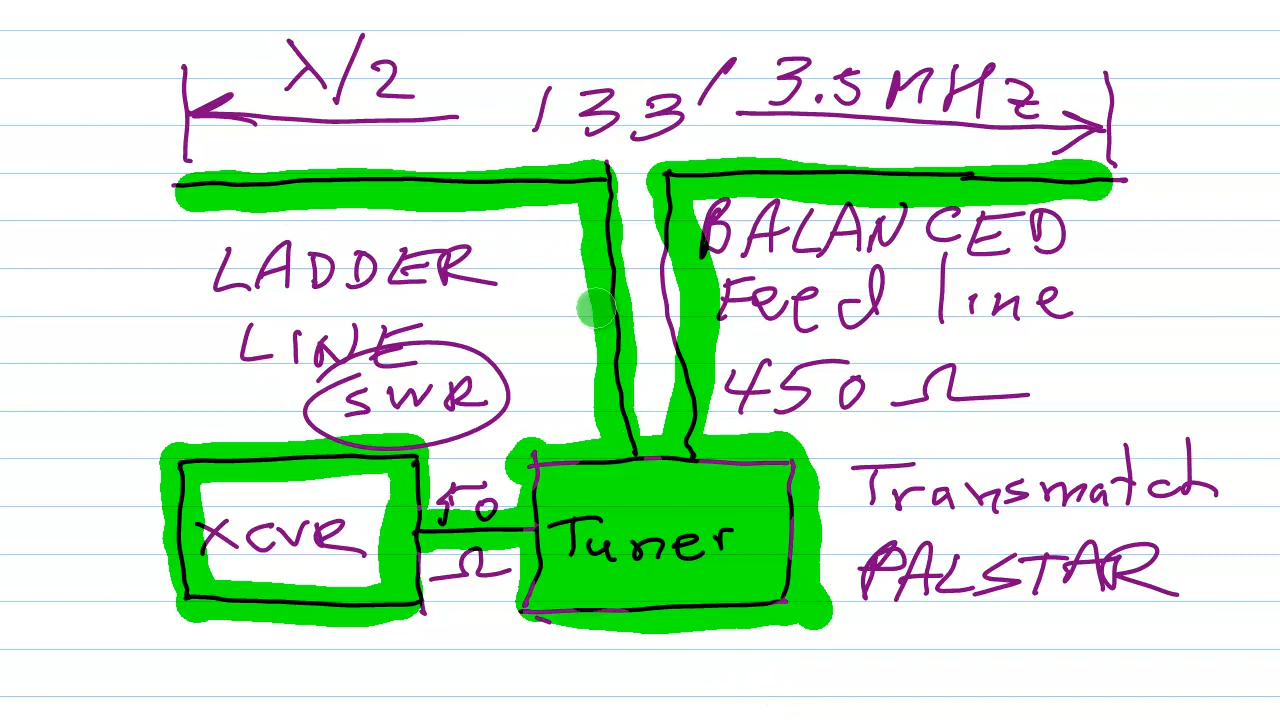 λ/2 133' 3.5 MHz
LADDER
LINE
SWR
BALANCED
Feed line
450 Ω
XCVR
50
Ω
Tuner
Transmatch
PALSTAR